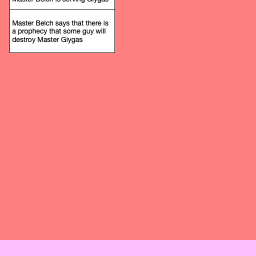 Master Belch is serving Giygas
Master Belch says that there is
a prophecy that some guy will
destroy Master Giygas